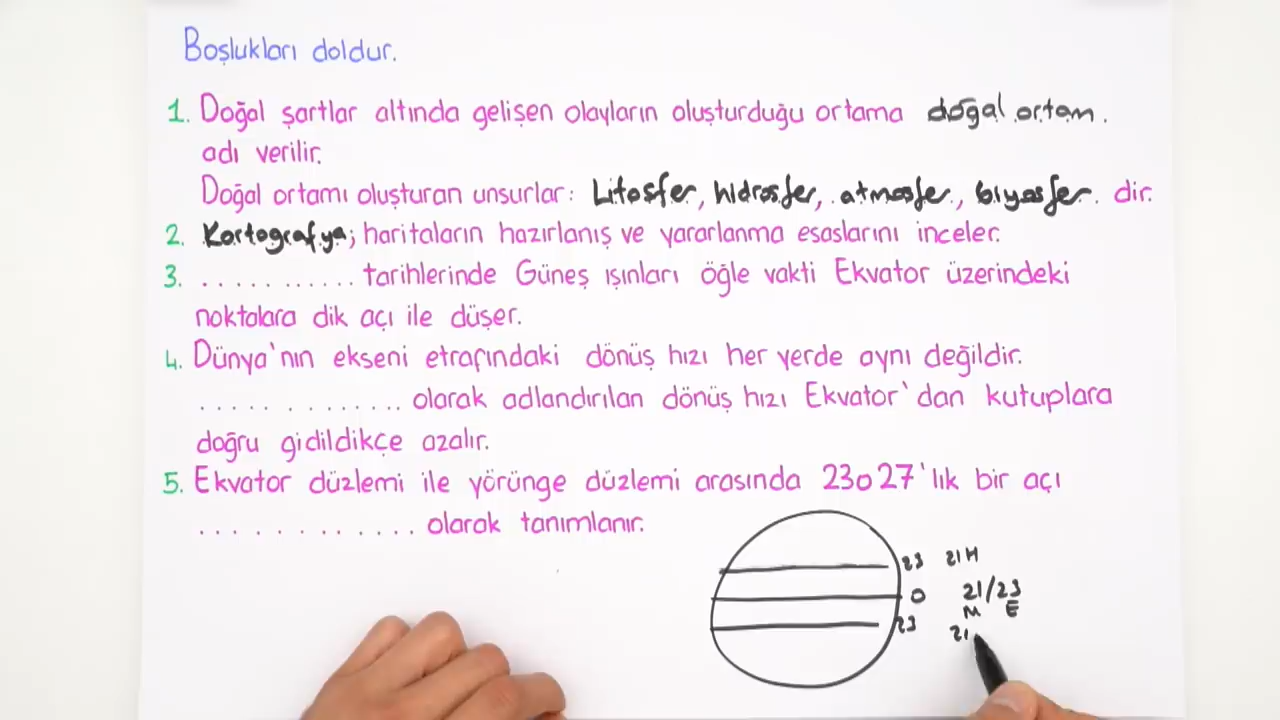 Boşlukları doldur.
1. Doğal şartlar altında gelişen olayların oluşturduğu ortama doğal ortam.
adı verilir.
Doğal ortamı oluşturan unsurlar: Litosfer, hidrosfer, atmosfer, biyosfer. dir.
2. Kartografya; haritaların hazırlanış ve yararlanma esaslarını inceler.
3. ........... tarihlerinde Güneş ışınları öğle vakti Ekvator üzerindeki
noktalara dik açı ile düşer.
4. Dünya'nın ekseni etrafındaki dönüş hızı her yerde aynı değildir.
.............. olarak adlandırılan dönüş hızı Ekvator'dan kutuplara
doğru gidildikçe azalır.
5. Ekvator düzlemi ile yörünge düzlemi arasında 23o27'lık bir açı
............. olarak tanımlanır.
23 21 H
0 21/23
M E
23 21